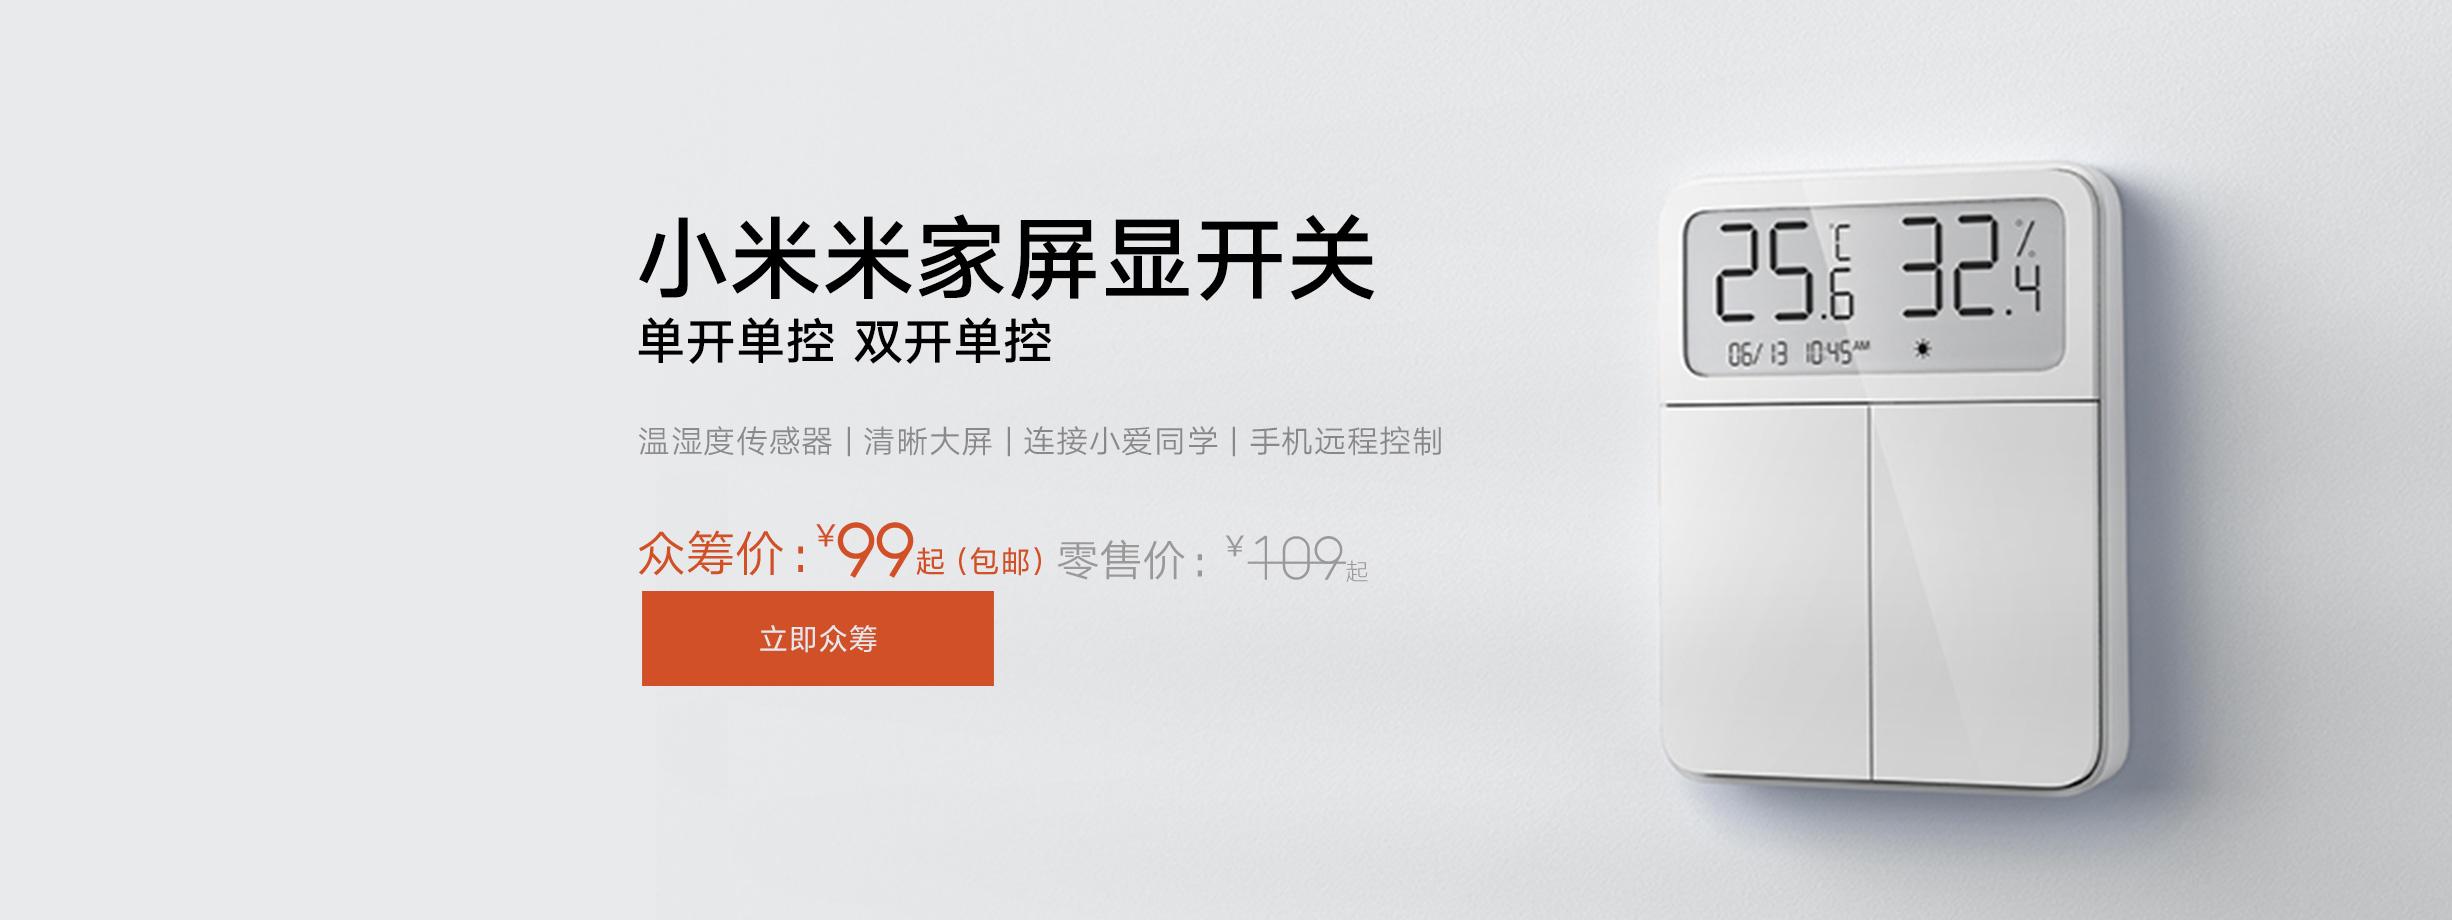 小米米家屏显开关
单开单控 双开单控
温湿度传感器 | 清晰大屏 | 连接小爱同学 | 手机远程控制
众筹价:¥99起(包邮) 零售价: ¥109起
立即众筹
25.6℃ 32.4%
06/13 10:45AM